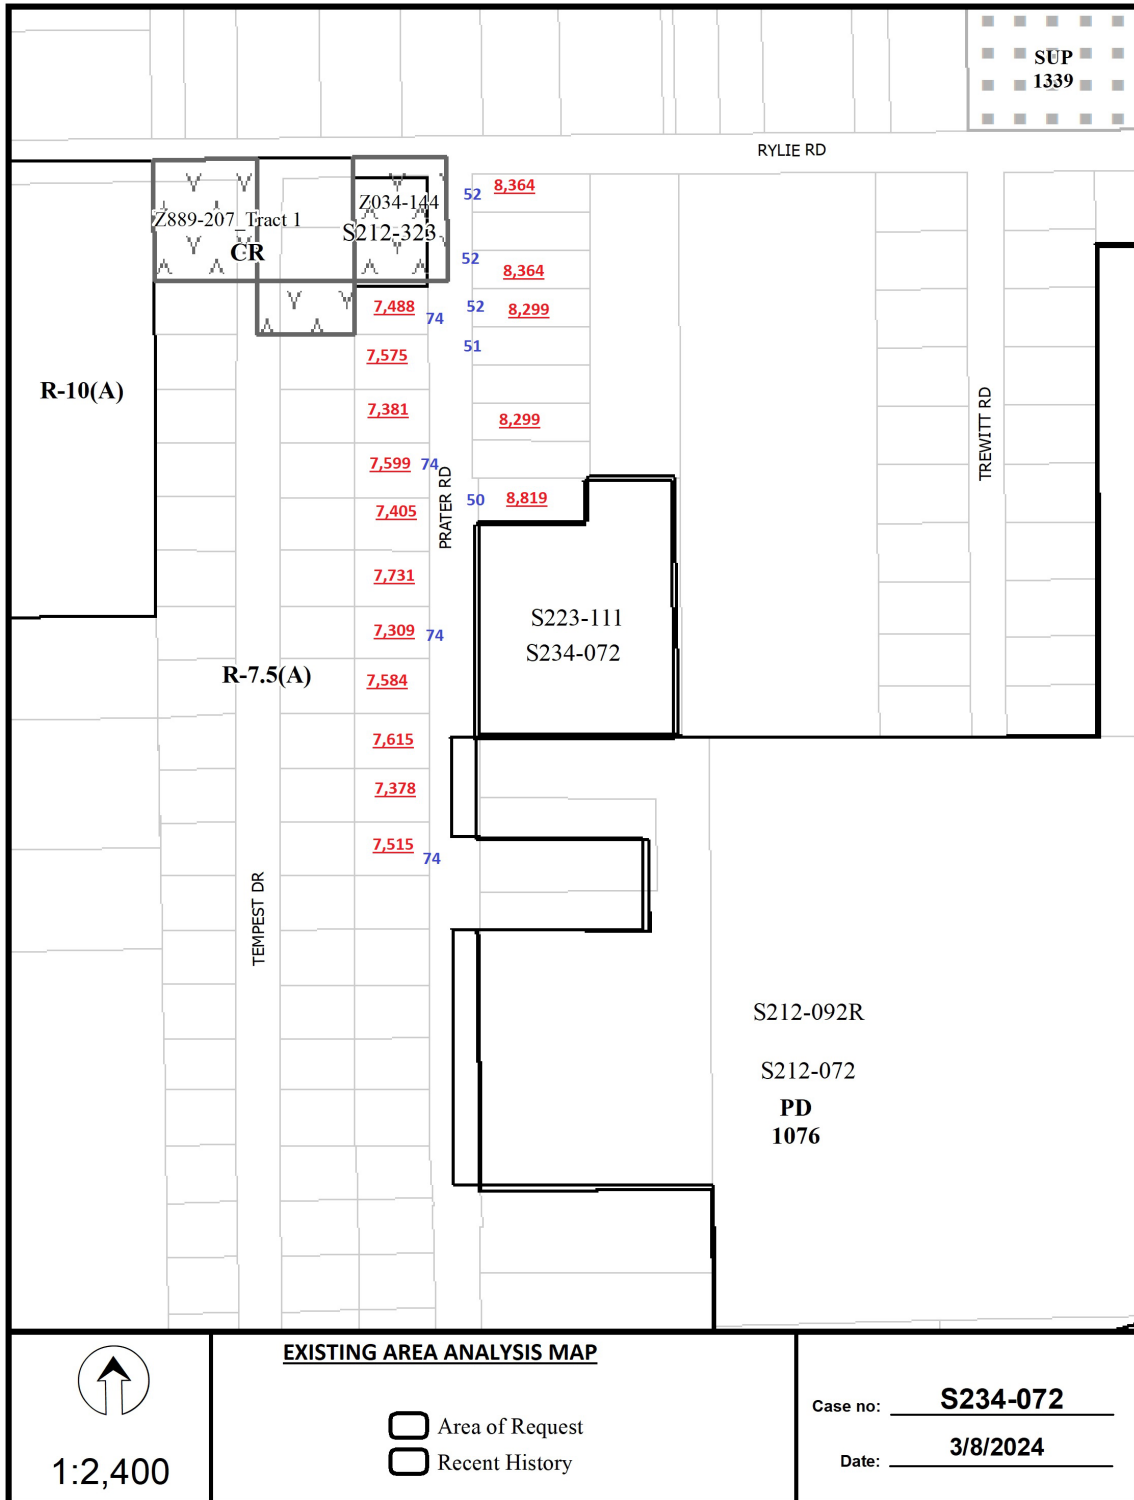 SUP
1339
RYLIE RD
Z889-207_Tract 1
CR
Z034-144
S212-323
52
8,364
52
8,364
7,488
74
52
8,299
51
7,575
R-10(A)
7,381
8,299
TREWITT RD
7,599
74
PRATER RD
50
8,819
7,405
7,731
S223-111
S234-072
7,309
74
R-7.5(A)
7,584
7,615
7,378
7,515
74
TEMPEST DR
S212-092R
S212-072
PD
1076
EXISTING AREA ANALYSIS MAP
Area of Request
Recent History
1:2,400
Case no: S234-072
Date: 3/8/2024